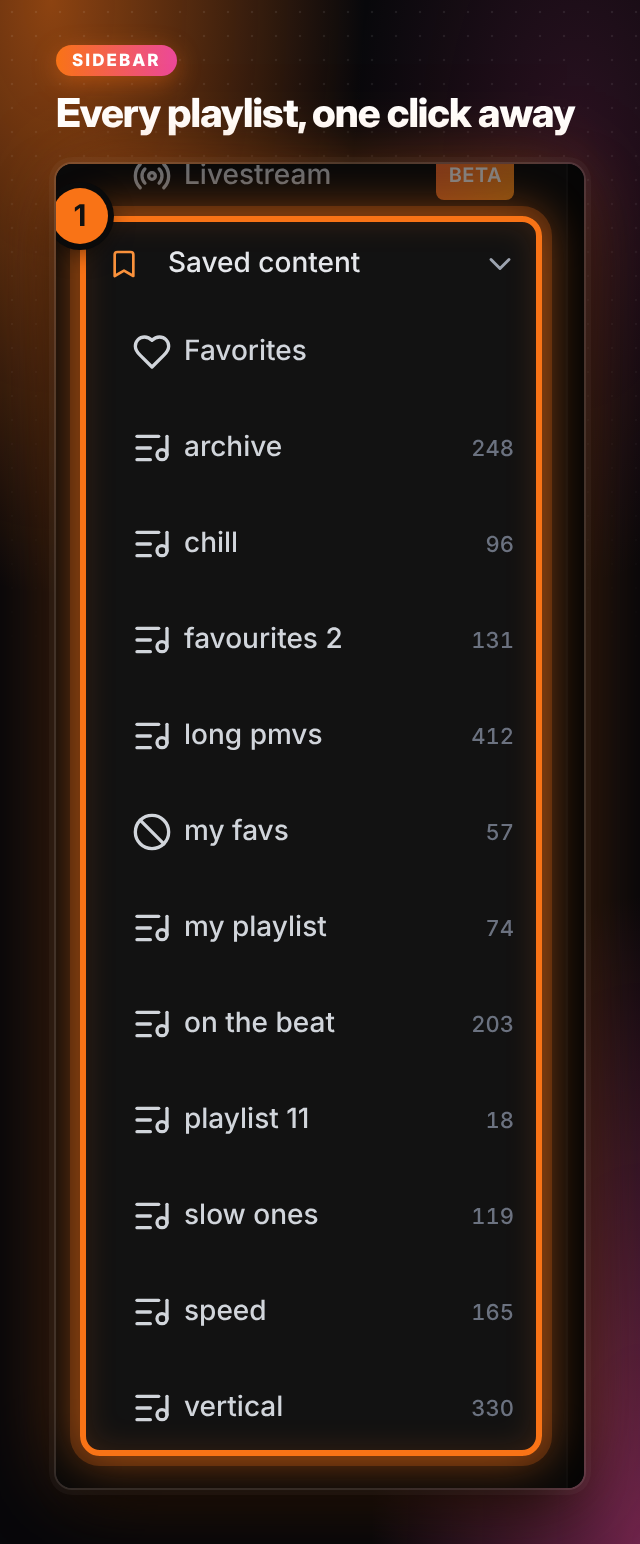 SIDEBAR
Every playlist, one click away
Livestream BETA
1
Saved content
Favorites
archive 248
chill 96
favourites 2 131
long pmvs 412
my favs 57
my playlist 74
on the beat 203
playlist 11 18
slow ones 119
speed 165
vertical 330